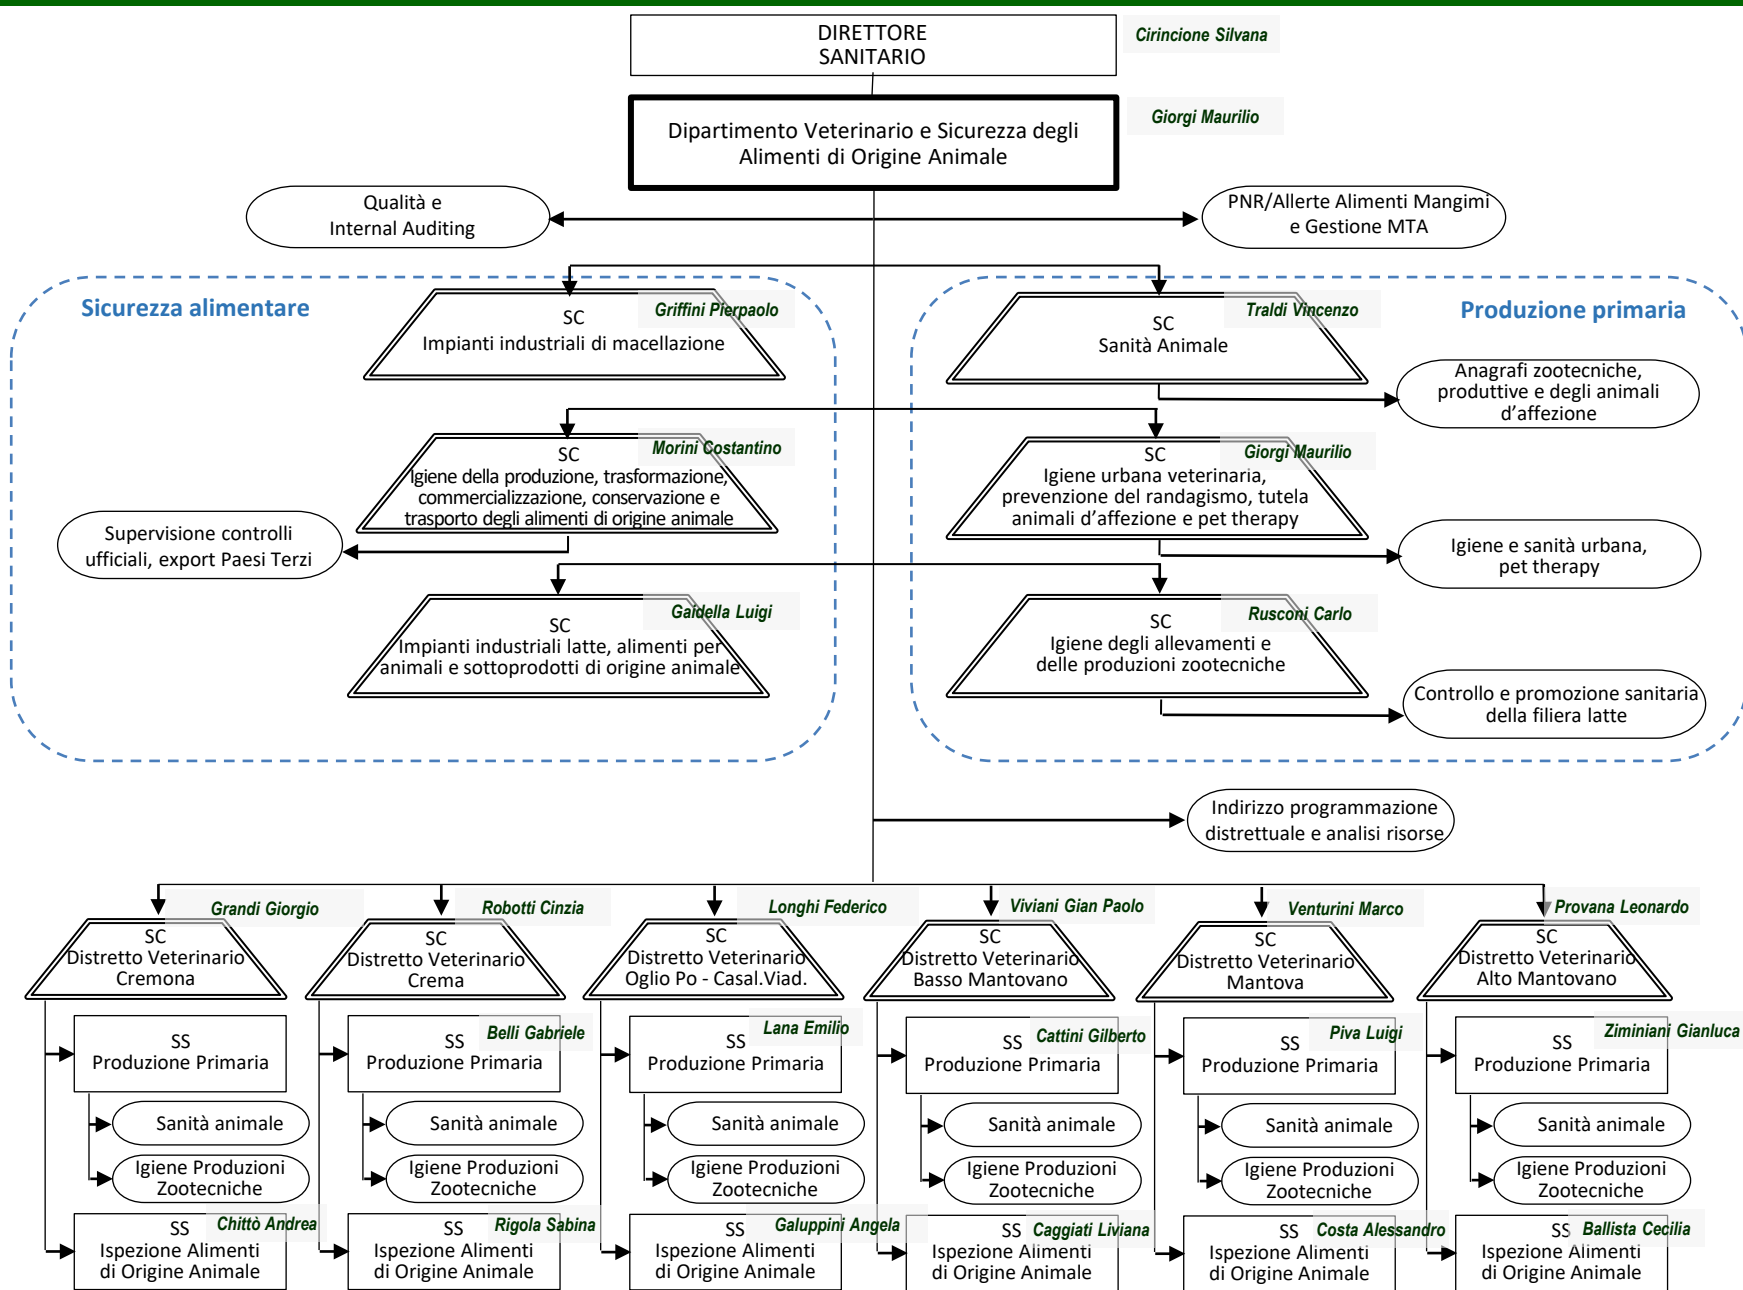 DIRETTORE
SANITARIO
Cirincione Silvana
Dipartimento Veterinario e Sicurezza degli
Alimenti di Origine Animale
Giorgi Maurilio
Qualità e
Internal Auditing
PNR/Allerte Alimenti Mangimi
e Gestione MTA
Sicurezza alimentare
Produzione primaria
Griffini Pierpaolo
SC
Impianti industriali di macellazione
Traldi Vincenzo
SC
Sanità Animale
Anagrafi zootecniche,
produttive e degli animali
d'affezione
Morini Costantino
SC
Igiene della produzione, trasformazione,
commercializzazione, conservazione e
trasporto degli alimenti di origine animale
Giorgi Maurilio
SC
Igiene urbana veterinaria,
prevenzione del randagismo, tutela
animali d'affezione e pet therapy
Supervisione controlli
ufficiali, export Paesi Terzi
Igiene e sanità urbana,
pet therapy
Gaidella Luigi
SC
Impianti industriali latte, alimenti per
animali e sottoprodotti di origine animale
Rusconi Carlo
SC
Igiene degli allevamenti e
delle produzioni zootecniche
Controllo e promozione sanitaria
della filiera latte
Indirizzo programmazione
distrettuale e analisi risorse
Grandi Giorgio
SC
Distretto Veterinario
Cremona
SS
Produzione Primaria
Sanità animale
Igiene Produzioni
Zootecniche
Chittò Andrea
SS
Ispezione Alimenti
di Origine Animale
Robotti Cinzia
SC
Distretto Veterinario
Crema
Belli Gabriele
SS
Produzione Primaria
Sanità animale
Igiene Produzioni
Zootecniche
Rigola Sabina
SS
Ispezione Alimenti
di Origine Animale
Longhi Federico
SC
Distretto Veterinario
Oglio Po - Casal.Viad.
Lana Emilio
SS
Produzione Primaria
Sanità animale
Igiene Produzioni
Zootecniche
Galuppini Angela
SS
Ispezione Alimenti
di Origine Animale
Viviani Gian Paolo
SC
Distretto Veterinario
Basso Mantovano
Cattini Gilberto
SS
Produzione Primaria
Sanità animale
Igiene Produzioni
Zootecniche
Caggiati Liviana
SS
Ispezione Alimenti
di Origine Animale
Venturini Marco
SC
Distretto Veterinario
Mantova
Piva Luigi
SS
Produzione Primaria
Sanità animale
Igiene Produzioni
Zootecniche
Costa Alessandro
SS
Ispezione Alimenti
di Origine Animale
Provana Leonardo
SC
Distretto Veterinario
Alto Mantovano
Ziminiani Gianluca
SS
Produzione Primaria
Sanità animale
Igiene Produzioni
Zootecniche
Ballista Cecilia
SS
Ispezione Alimenti
di Origine Animale